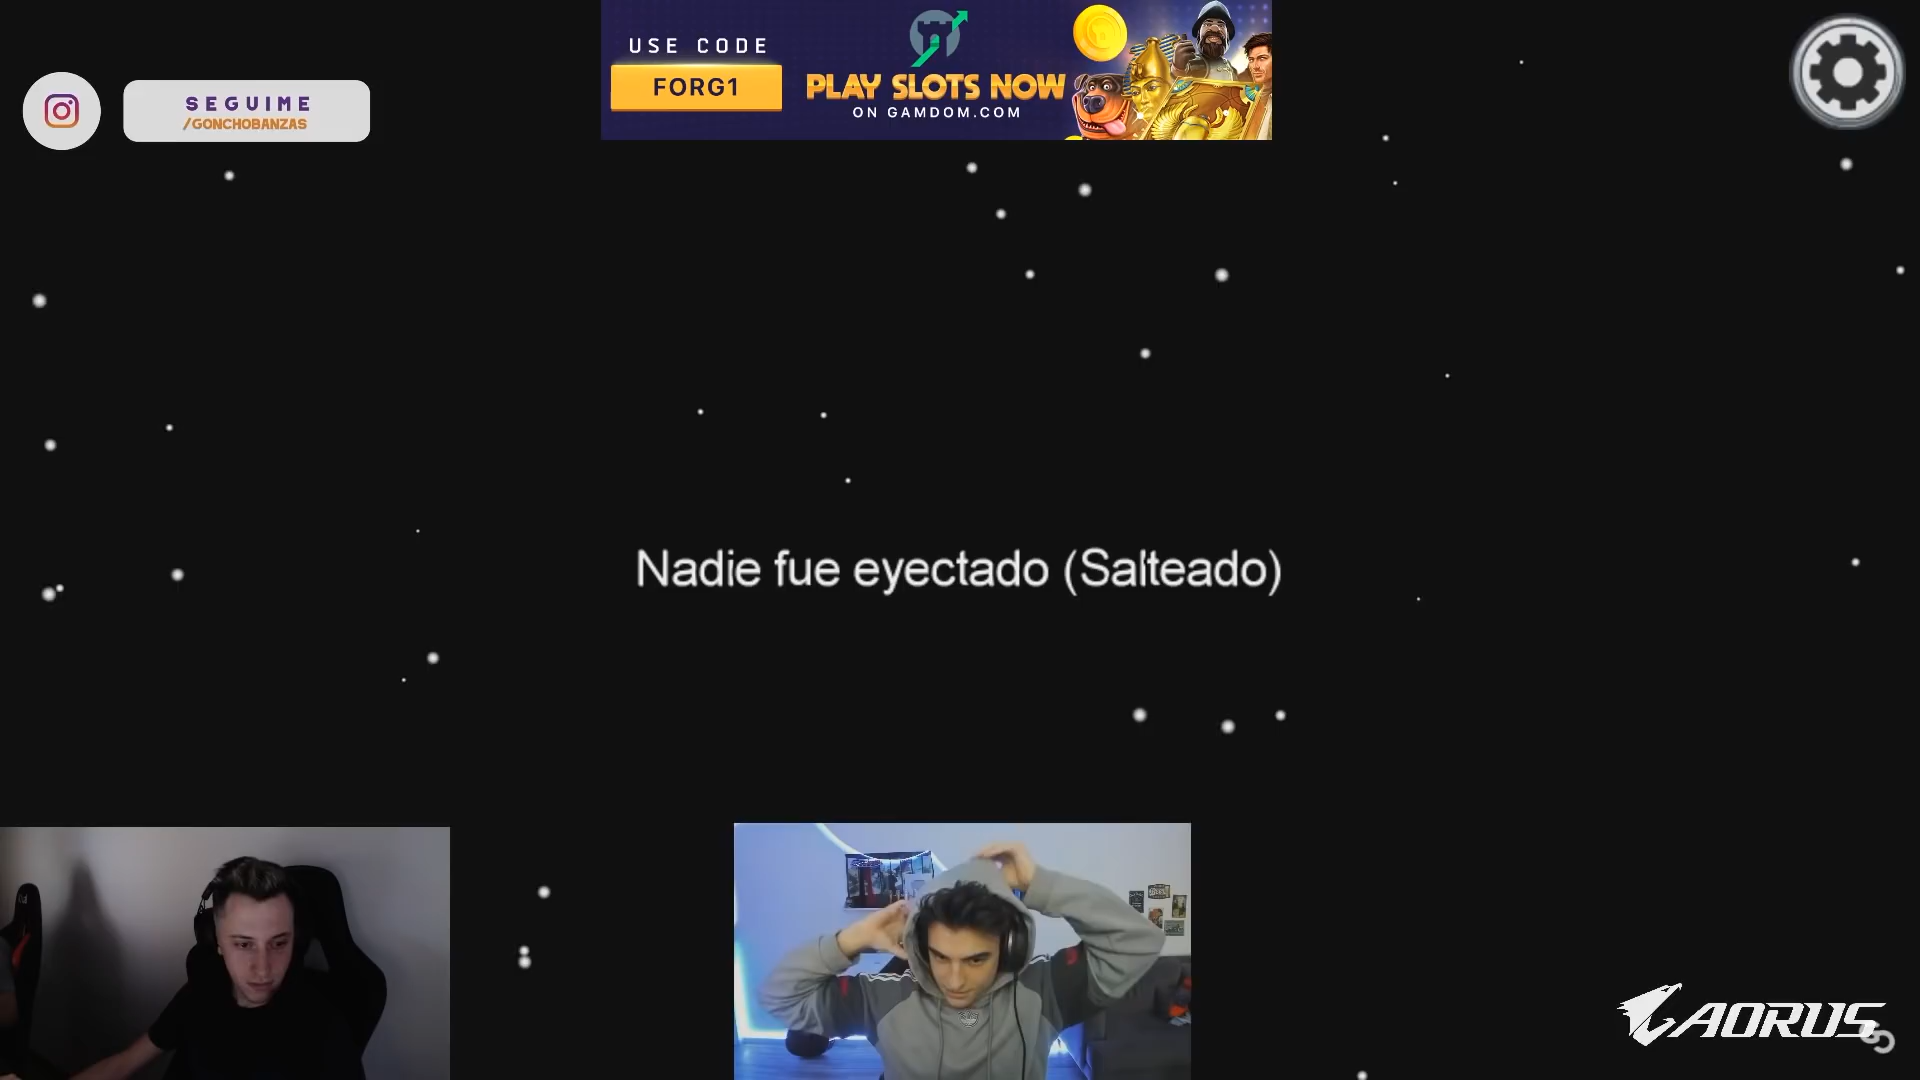 USE CODE
FORG1
PLAY SLOTS NOW
ON GAMDOM.COM
SEGUIME
/GONCHOBANZAS
Nadie fue eyectado (Salteado)
AORUS